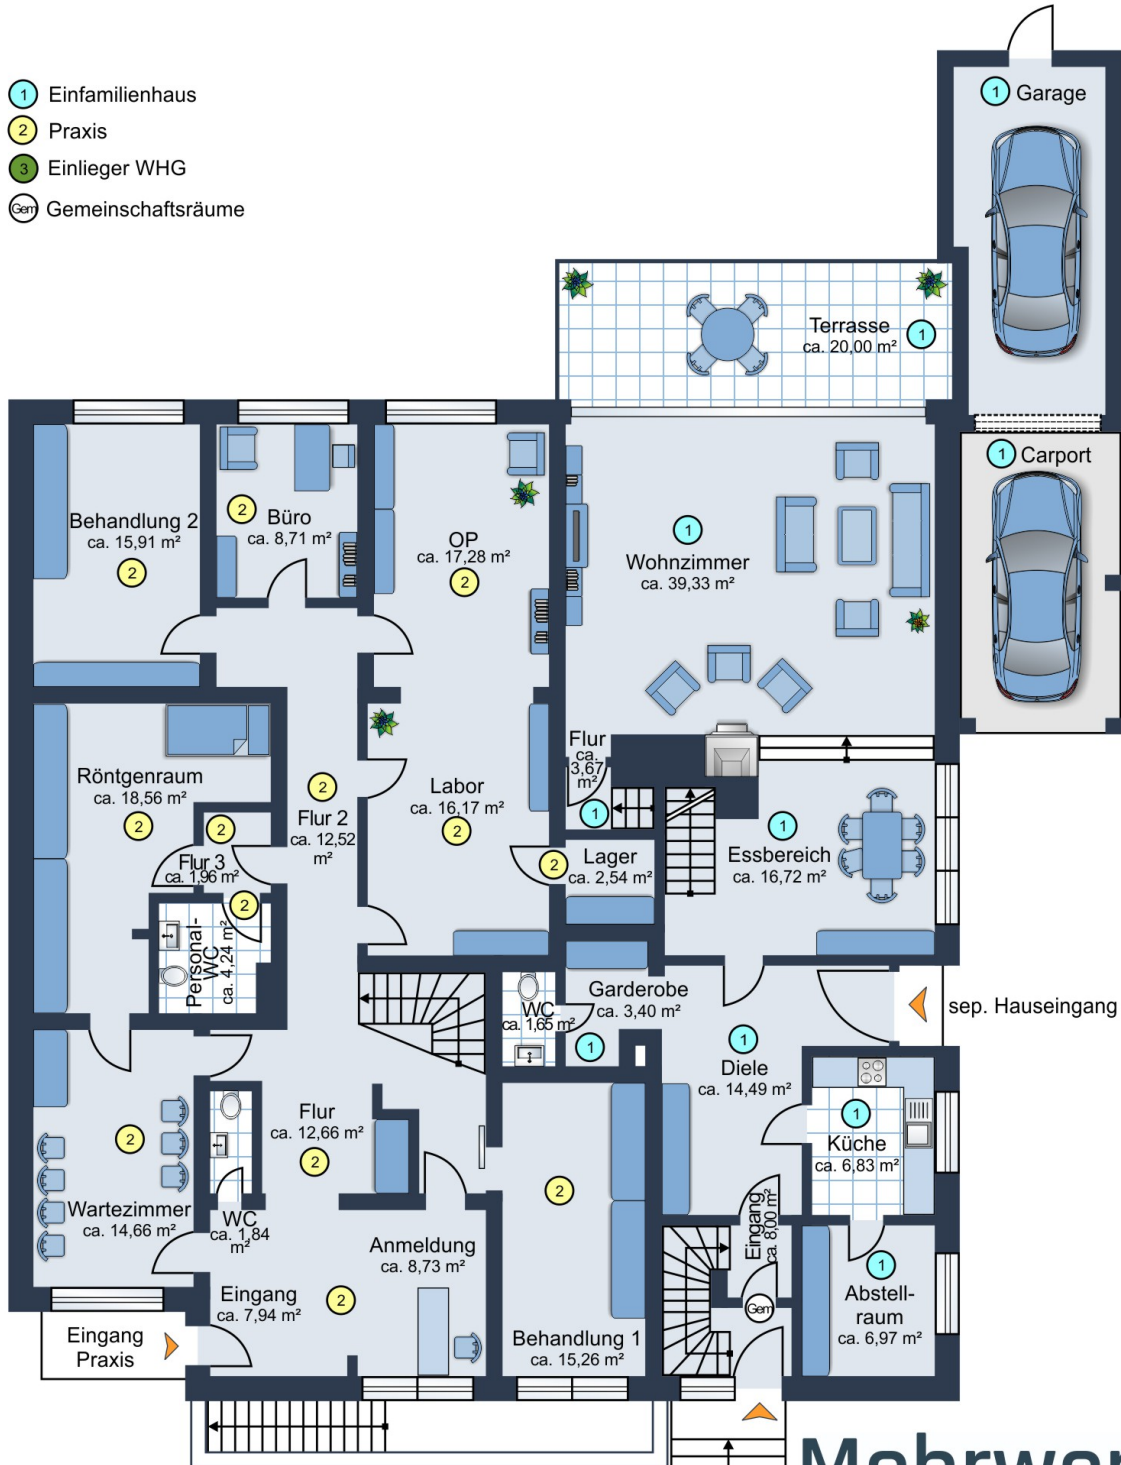 1 Einfamilienhaus
2 Praxis
3 Einlieger WHG
Gem Gemeinschaftsräume
1 Garage
Terrasse 1
ca. 20,00 m²
1 Carport
Behandlung 2
ca. 15,91 m²
2
2 Büro
ca. 8,71 m²
OP
ca. 17,28 m²
2
1
Wohnzimmer
ca. 39,33 m²
Röntgenraum
ca. 18,56 m²
2
2
Flur 2
ca. 12,52
m²
Labor
ca. 16,17 m²
2
Flur
ca.
3,67
m²
1
1
Essbereich
ca. 16,72 m²
2
Flur 3
ca. 1,96 m²
2
Lager
ca. 2,54 m²
2
Personal-
WC
ca. 4,24 m²
WC
ca. 1,65 m²
Garderobe
ca. 3,40 m²
1
sep. Hauseingang
1
Diele
ca. 14,49 m²
1
Küche
ca. 6,83 m²
Flur
ca. 12,66 m²
2
2
Wartezimmer
ca. 14,66 m²
WC
ca. 1,84
m²
Anmeldung
ca. 8,73 m²
2
Eingang
ca. 7,94 m²
2
Behandlung 1
ca. 15,26 m²
Eingang
ca. 8,00 m²
Gem
1
Abstell-
raum
ca. 6,97 m²
Eingang
Praxis